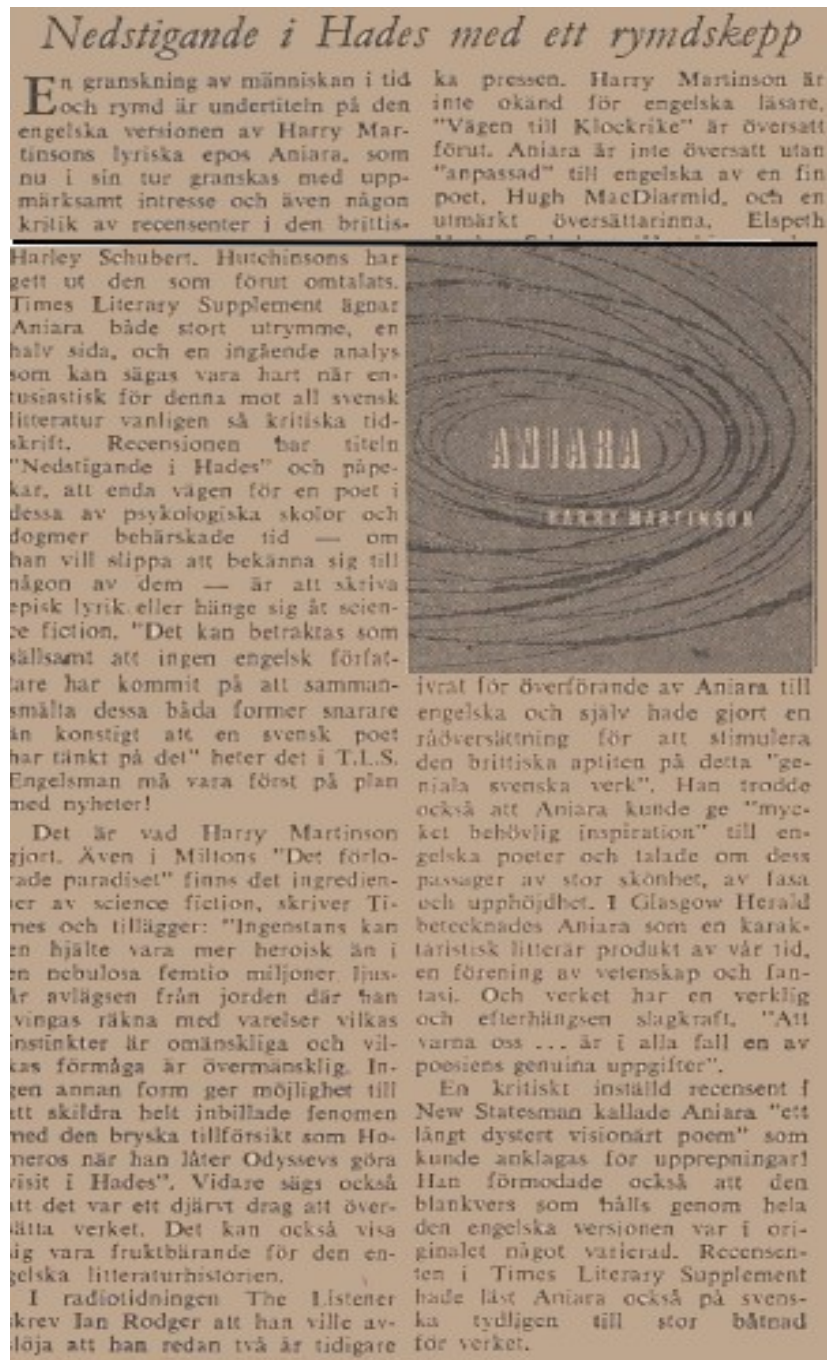 Nedstigande i Hades med ett rymdskepp
En granskning av människan i tid
och rymd är undertiteln på den
engelska versionen av Harry Mar-
tinsons lyriska epos Aniara, som
nu i sin tur granskas med upp-
märksamt intresse och även någon
kritik av recensenter i den brittis-
ka pressen. Harry Martinson är
inte okänd för engelska läsare,
"Vägen till Klockrike" är översatt
förut. Aniara är inte översatt utan
"anpassad" till engelska av en fin
poet, Hugh MacDiarmid, och en
utmärkt översättarinna, Elspeth
Harley Schubert. Hutchinsons har
gett ut den som förut omtalats.
Times Literary Supplement ägnar
Aniara både stort utrymme, en
halv sida, och en ingående analys
som kan sägas vara hart när en-
tusiastisk för denna mot all svensk
litteratur vanligen så kritiska tid-
skrift. Recensionen har titeln
"Nedstigande i Hades" och påpe-
kar, att enda vägen för en poet i
dessa av psykologiska skolor och
dogmer behärskade tid — om
han vill slippa att bekänna sig till
någon av dem — är att skriva
episk lyrik eller hänge sig åt scien-
ce fiction. "Det kan betraktas som
sällsamt att ingen engelsk förfat-
tare har kommit på att samman-
smälta dessa båda former snarare
än konstigt att en svensk poet
har tänkt på det" heter det i T.L.S.
Engelsman må vara först på plan
med nyheter!
Det är vad Harry Martinson
gjort. Även i Miltons "Det förlo-
rade paradiset" finns det ingredien-
ser av science fiction, skriver Ti-
mes och tillägger: "Ingenstans kan
en hjälte vara mer heroisk än i
en nebulosa femtio miljoner ljus-
år avlägsen från jorden där han
tvingas räkna med varelser vilkas
instinkter är omänskliga och vil-
kas förmåga är övermänsklig. In-
gen annan form ger möjlighet till
att skildra helt inbillade fenomen
med den bryska tillförsikt som Ho-
meros när han låter Odyssevs göra
visit i Hades". Vidare sägs också
att det var ett djärvt drag att över-
sätta verket. Det kan också visa
sig vara fruktbärande för den en-
gelska litteraturhistorien.
I radiotidningen The Listener
skrev Ian Rodger att han ville av-
slöja att han redan två år tidigare
ANIARA
HARRY MARTINSON
ivrat för överförande av Aniara till
engelska och själv hade gjort en
råöversättning för att stimulera
den brittiska aptiten på detta "ge-
niala svenska verk". Han trodde
också att Aniara kunde ge "myc-
ket behövlig inspiration" till en-
gelska poeter och talade om dess
passager av stor skönhet, av fasa
och upphöjdhet. I Glasgow Herald
betecknades Aniara som en karak-
täristisk litterär produkt av vår tid,
en förening av vetenskap och fan-
tasi. Och verket har en verklig
och efterhängsen slagkraft. "Att
varna oss ... är i alla fall en av
poesiens genuina uppgifter".
En kritiskt inställd recensent i
New Statesman kallade Aniara "ett
långt dystert visionärt poem" som
kunde anklagas för upprepningar!
Han förmodade också att den
blankvers som hålls genom hela
den engelska versionen var i ori-
ginalet något varierad. Recensen-
ten i Times Literary Supplement
hade läst Aniara också på svens-
ka tydligen till stor båtnad
för verket.